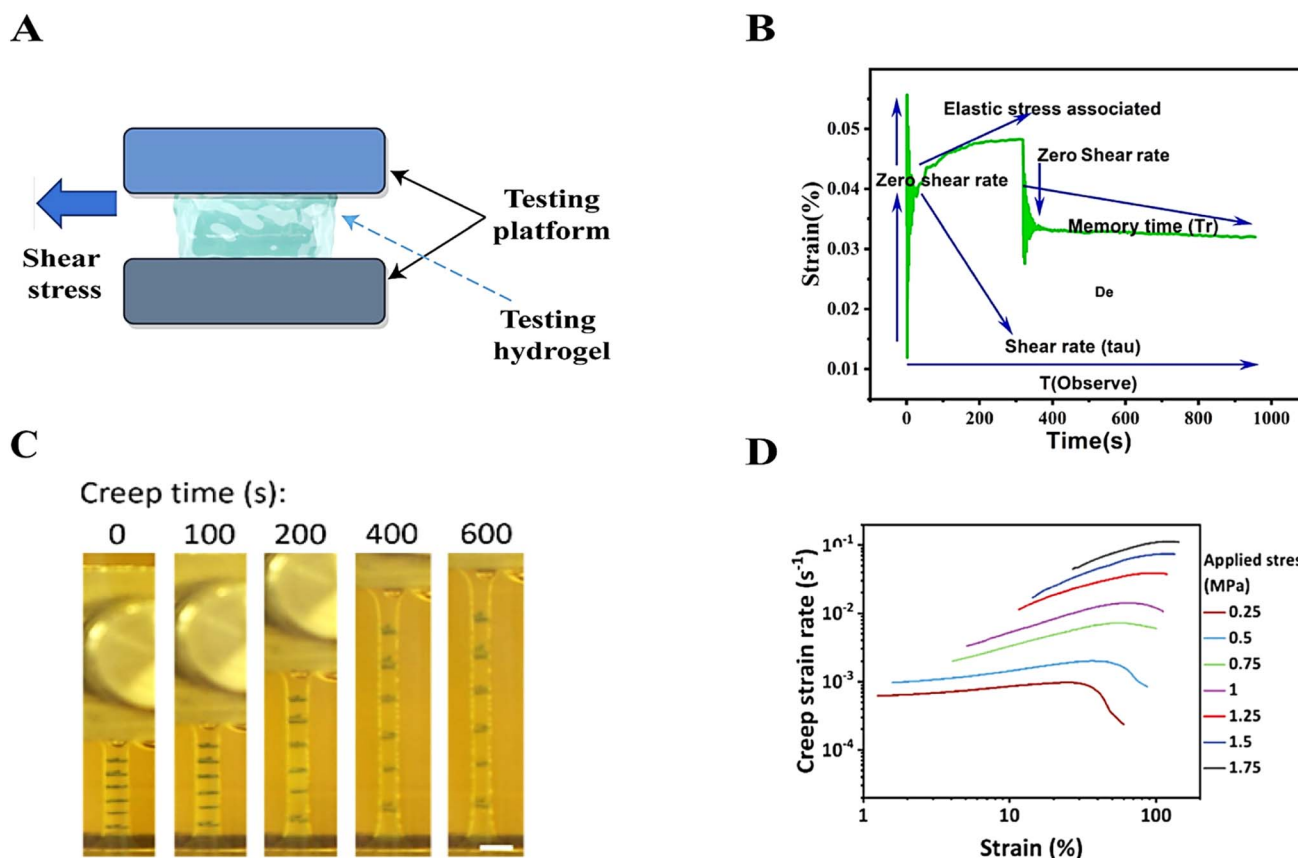 A
Shear
stress
Testing
platform
Testing
hydrogel
B
Strain(%)
0.05
0.04
0.03
0.02
0.01
Elastic stress associated
Zero Shear rate
Zero shear rate
Memory time (Tr)
De
Shear rate (tau)
T(Observe)
0 200 400 600 800 1000
Time(s)
C
Creep time (s):
0 100 200 400 600
D
Creep strain rate (s⁻¹)
10⁻¹
10⁻²
10⁻³
10⁻⁴
1 10 100
Strain (%)
Applied stres
(MPa)
0.25
0.5
0.75
1
1.25
1.5
1.75